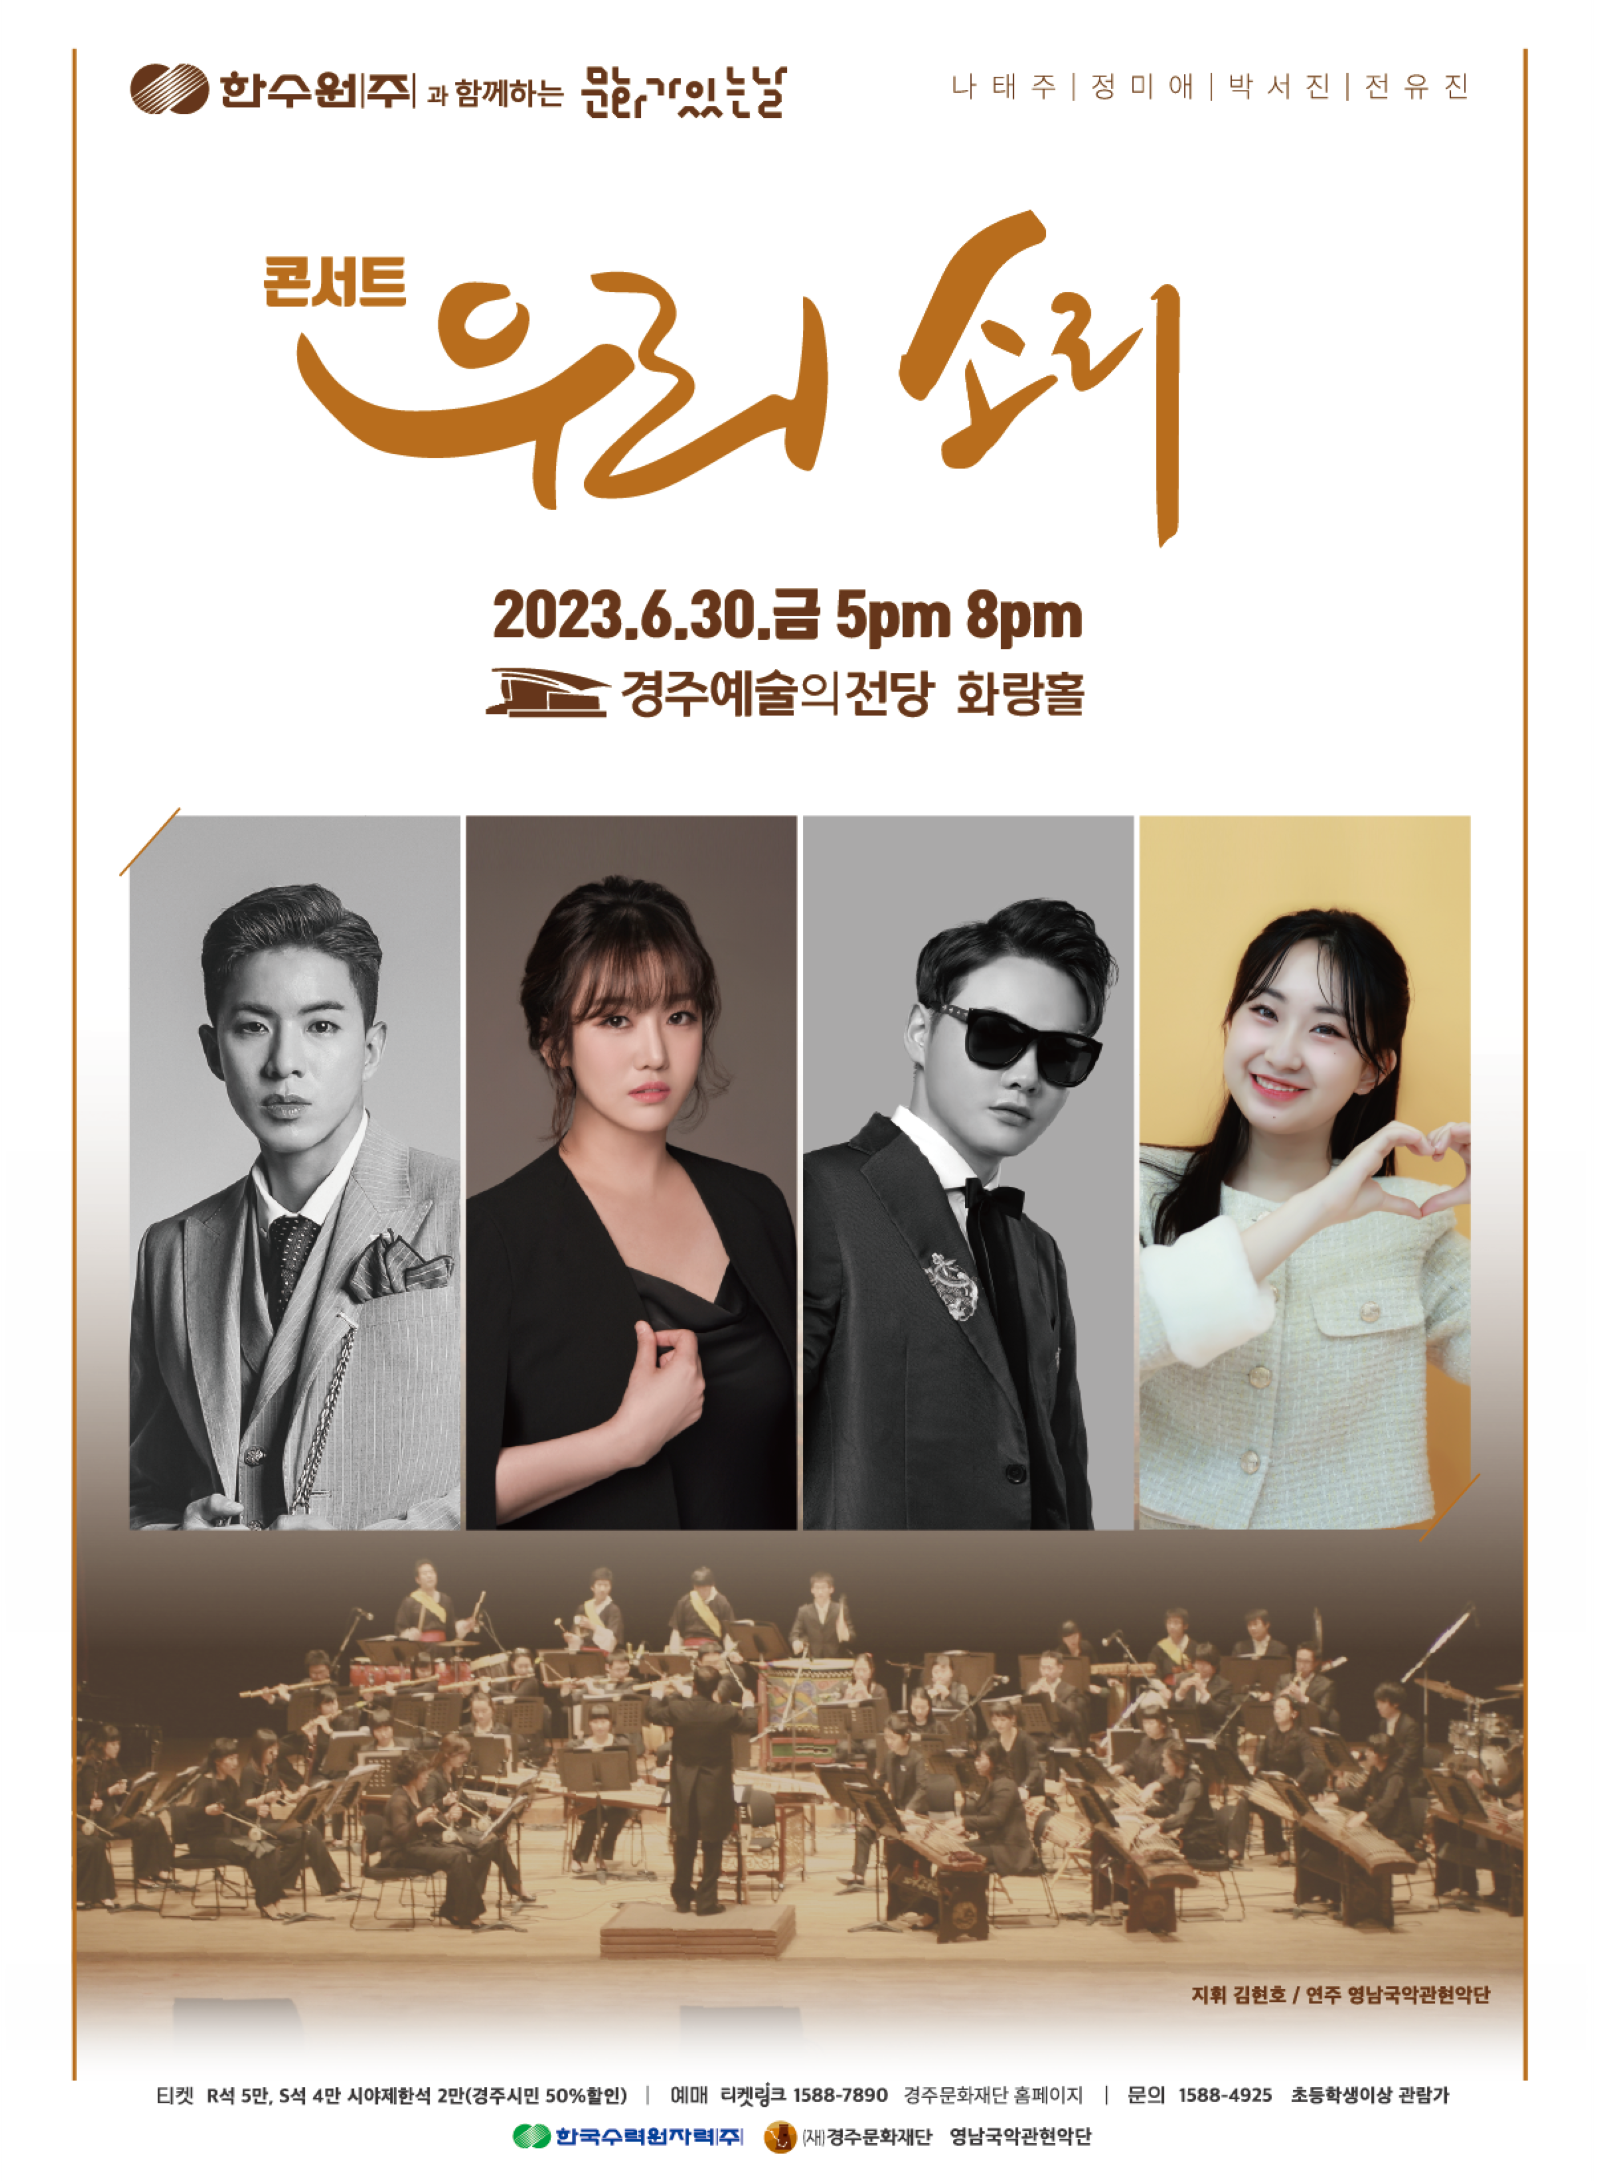 한수원(주)과 함께하는 문화가있는날
나태주|정미애|박서진|전유진
콘서트
우리 소리
2023.6.30.금 5pm 8pm
경주예술의전당 화랑홀
지휘 김현호 / 연주 영남국악관현악단
티켓 R석 5만, S석 4만 시야제한석 2만(경주시민 50%할인) | 예매 티켓링크 1588-7890 경주문화재단 홈페이지 | 문의 1588-4925 초등학생이상 관람가
한국수력원자력(주) (재)경주문화재단 영남국악관현악단